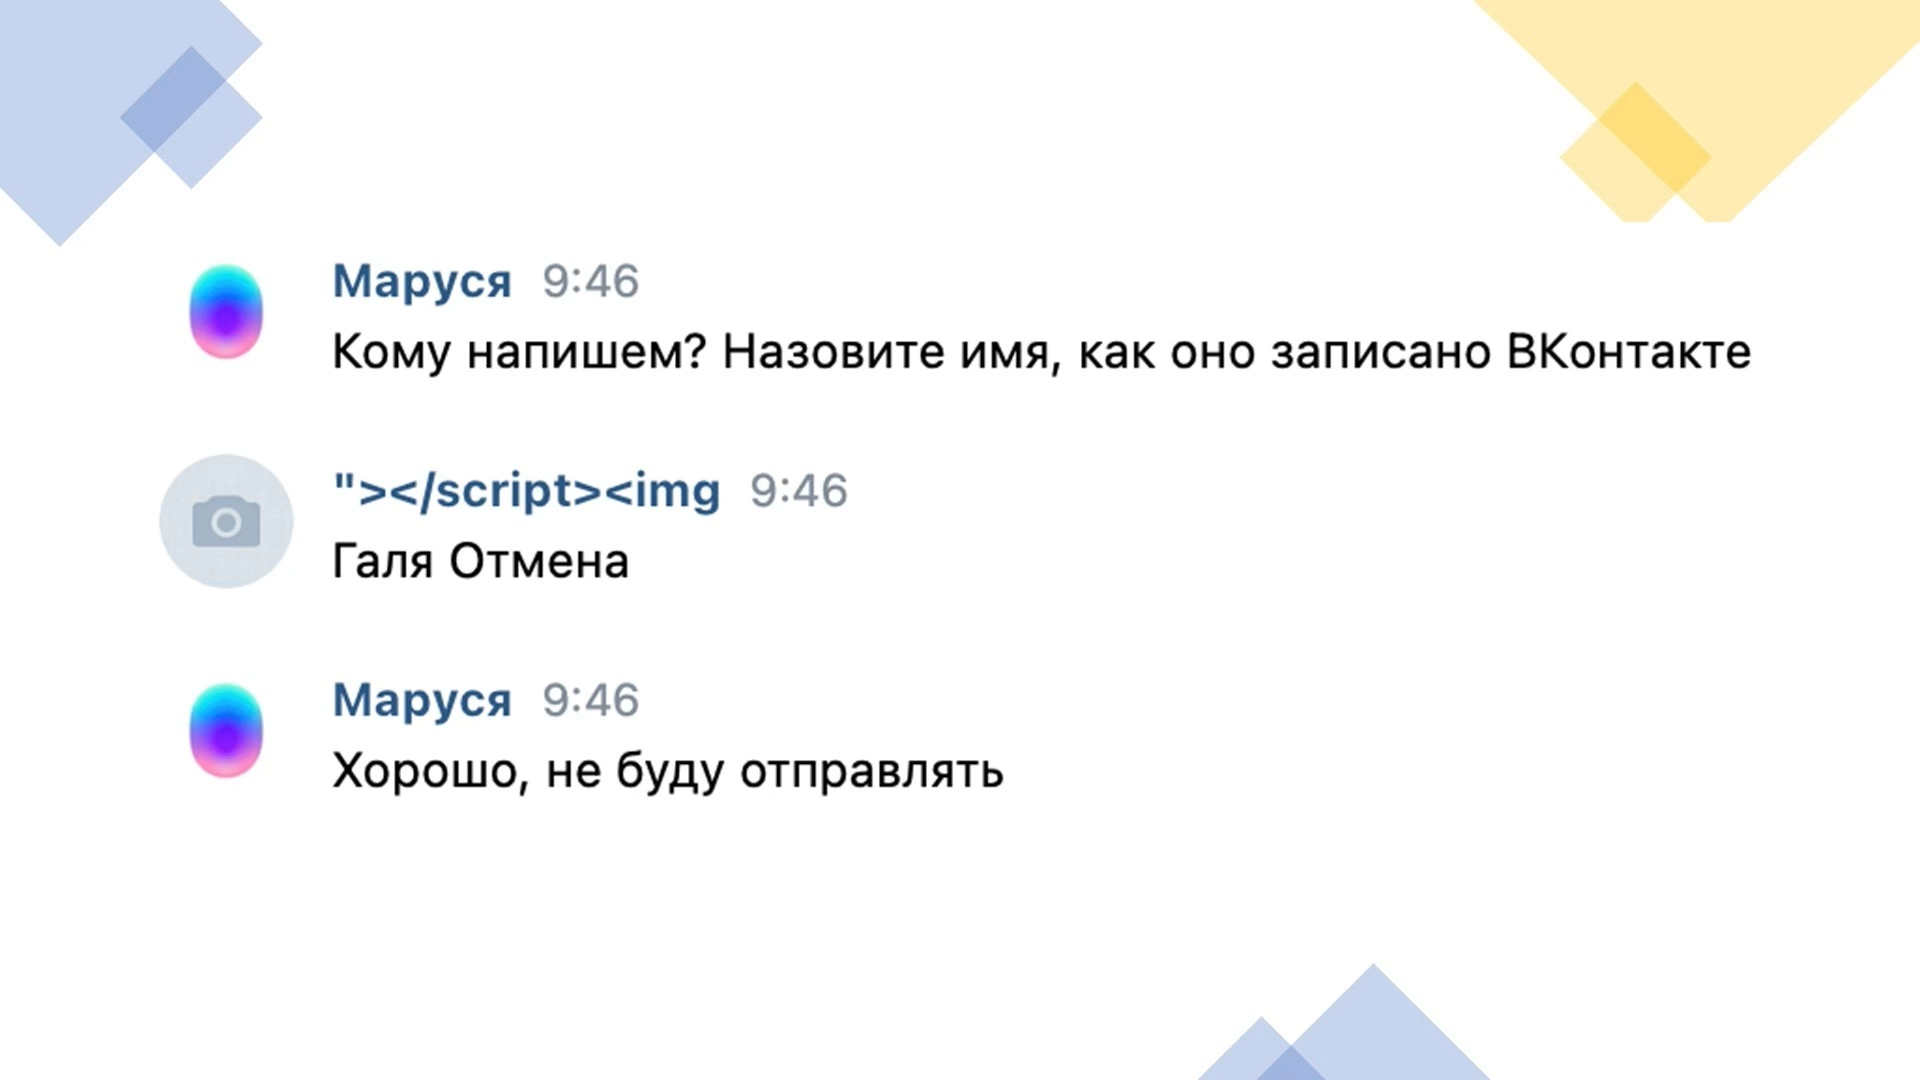 Маруся 9:46
Кому напишем? Назовите имя, как оно записано ВКонтакте
"></script><img 9:46
Галя Отмена
Маруся 9:46
Хорошо, не буду отправлять